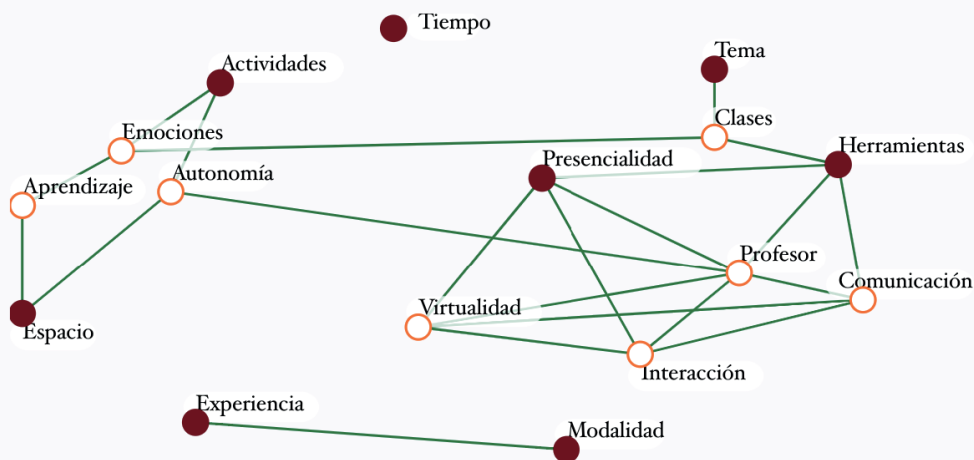 Tiempo
Tema
Actividades
Clases
Emociones
Herramientas
Presencialidad
Autonomía
Aprendizaje
Profesor
Comunicación
Virtualidad
Espacio
Interacción
Experiencia
Modalidad